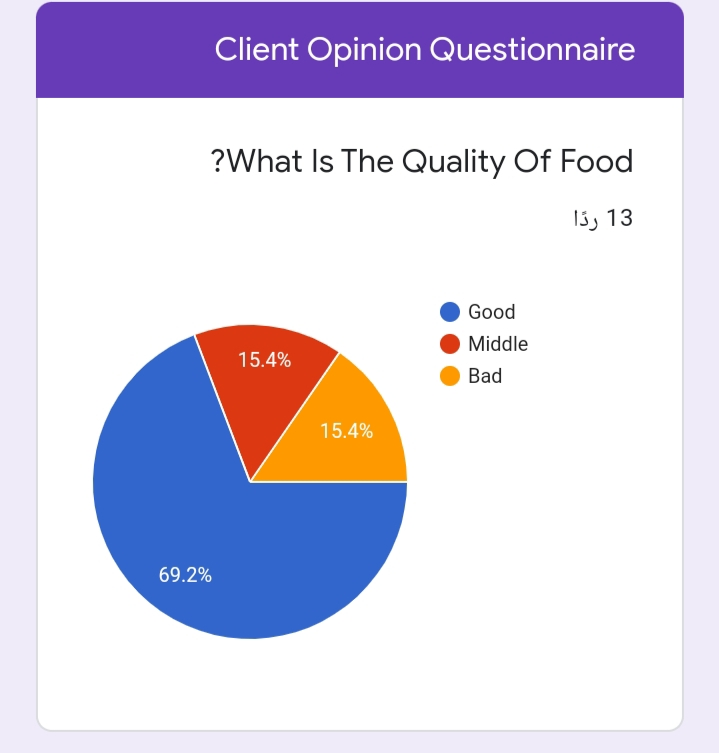 Client Opinion Questionnaire
?What Is The Quality Of Food
13 ردًا
Good
Middle
Bad
15.4%
15.4%
69.2%